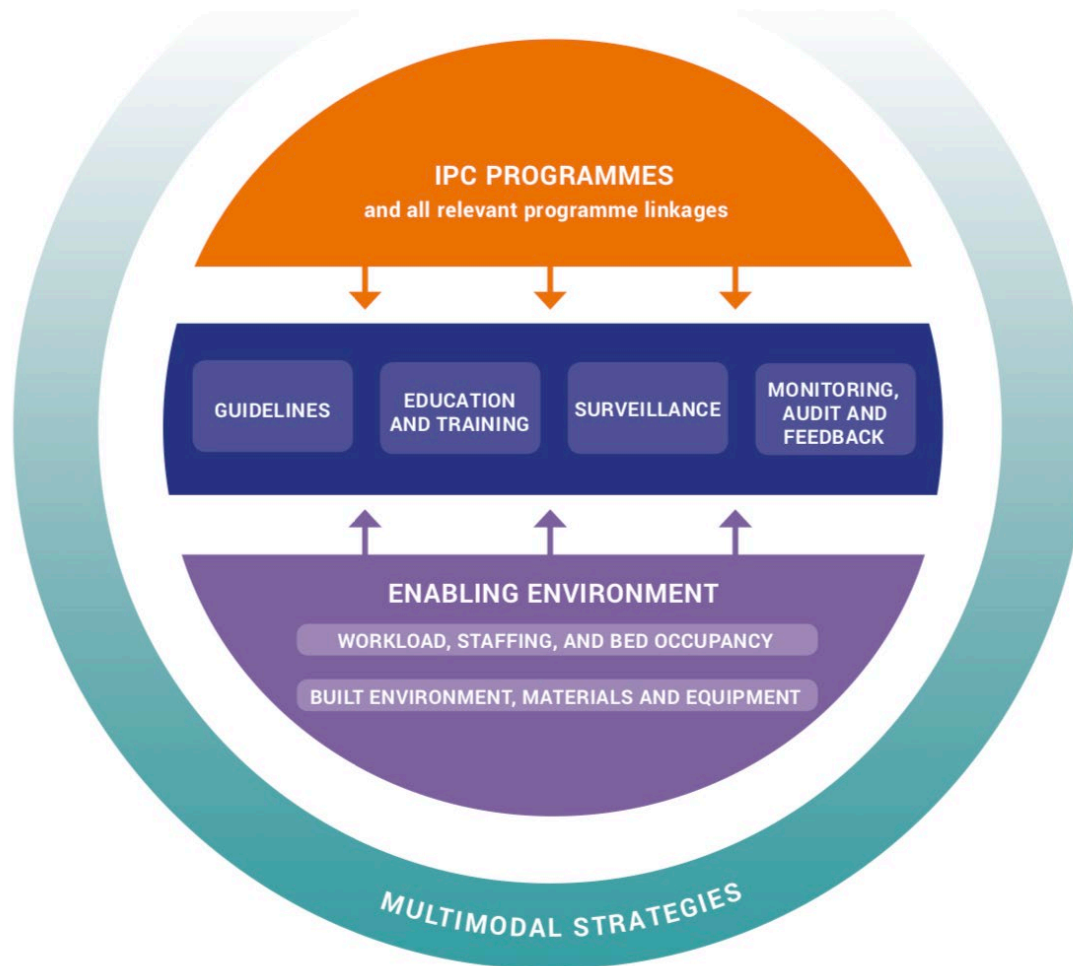 IPC PROGRAMMES
and all relevant programme linkages
GUIDELINES
EDUCATION
AND TRAINING
SURVEILLANCE
MONITORING,
AUDIT AND
FEEDBACK
ENABLING ENVIRONMENT
WORKLOAD, STAFFING, AND BED OCCUPANCY
BUILT ENVIRONMENT, MATERIALS AND EQUIPMENT
MULTIMODAL STRATEGIES